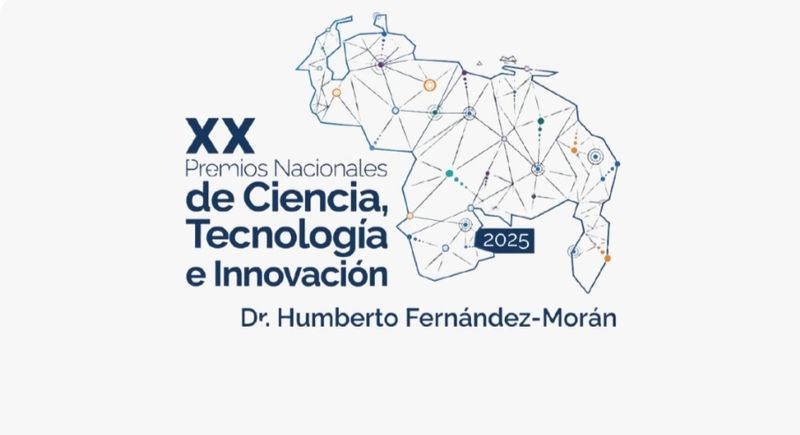 XX
Premios Nacionales
de Ciencia,
Tecnología
e Innovación
2025
Dr. Humberto Fernández-Morán